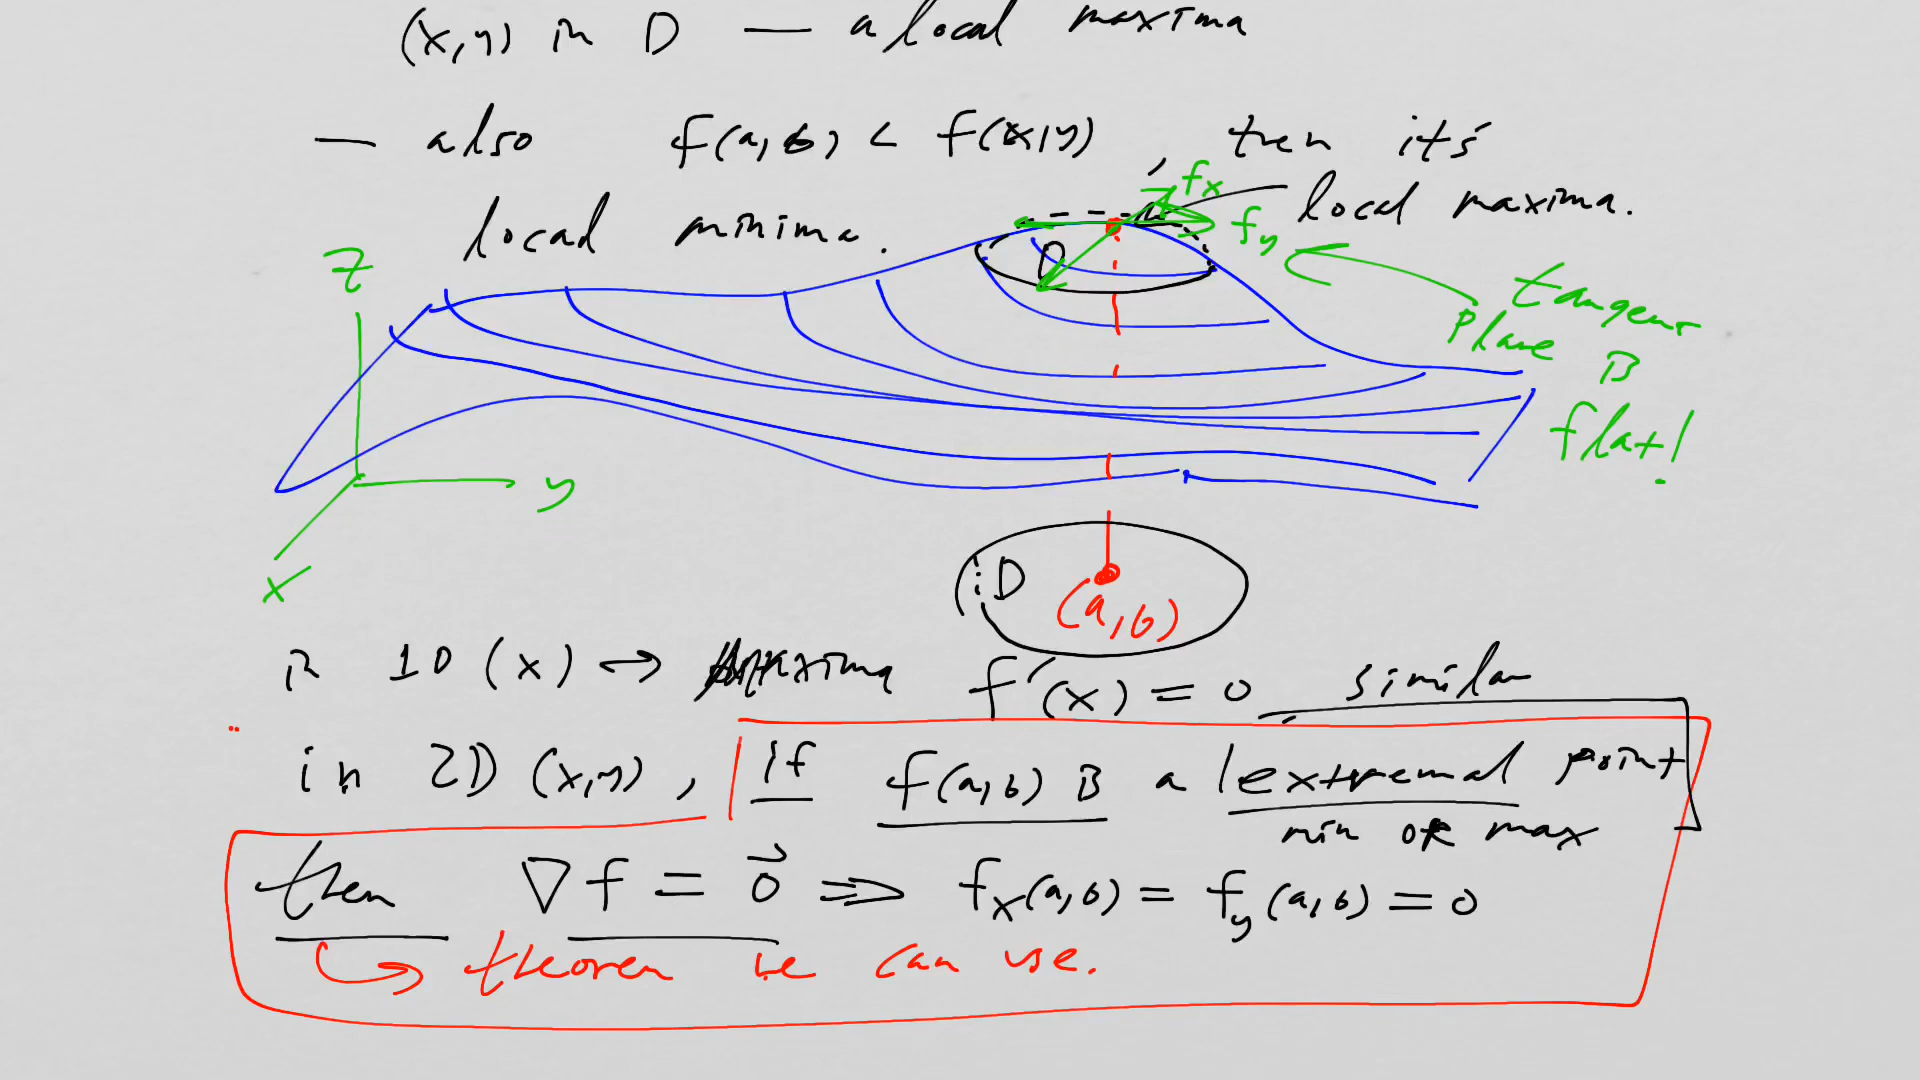 (x,y) in D — a local maxima
— also f(a,b) < f(x,y), then it's
local minima.
local maxima.
fx
fy
D
z
y
x
tangent
plane is
flat!
D
(a,b)
in 1D (x) → maxima f'(x) = 0 similar
in 2D (x,y), if f(a,b) is a extremal point
min or max
then ∇f = 0⃗ ⇒ fx(a,b) = fy(a,b) = 0
↪ theorem we can use.